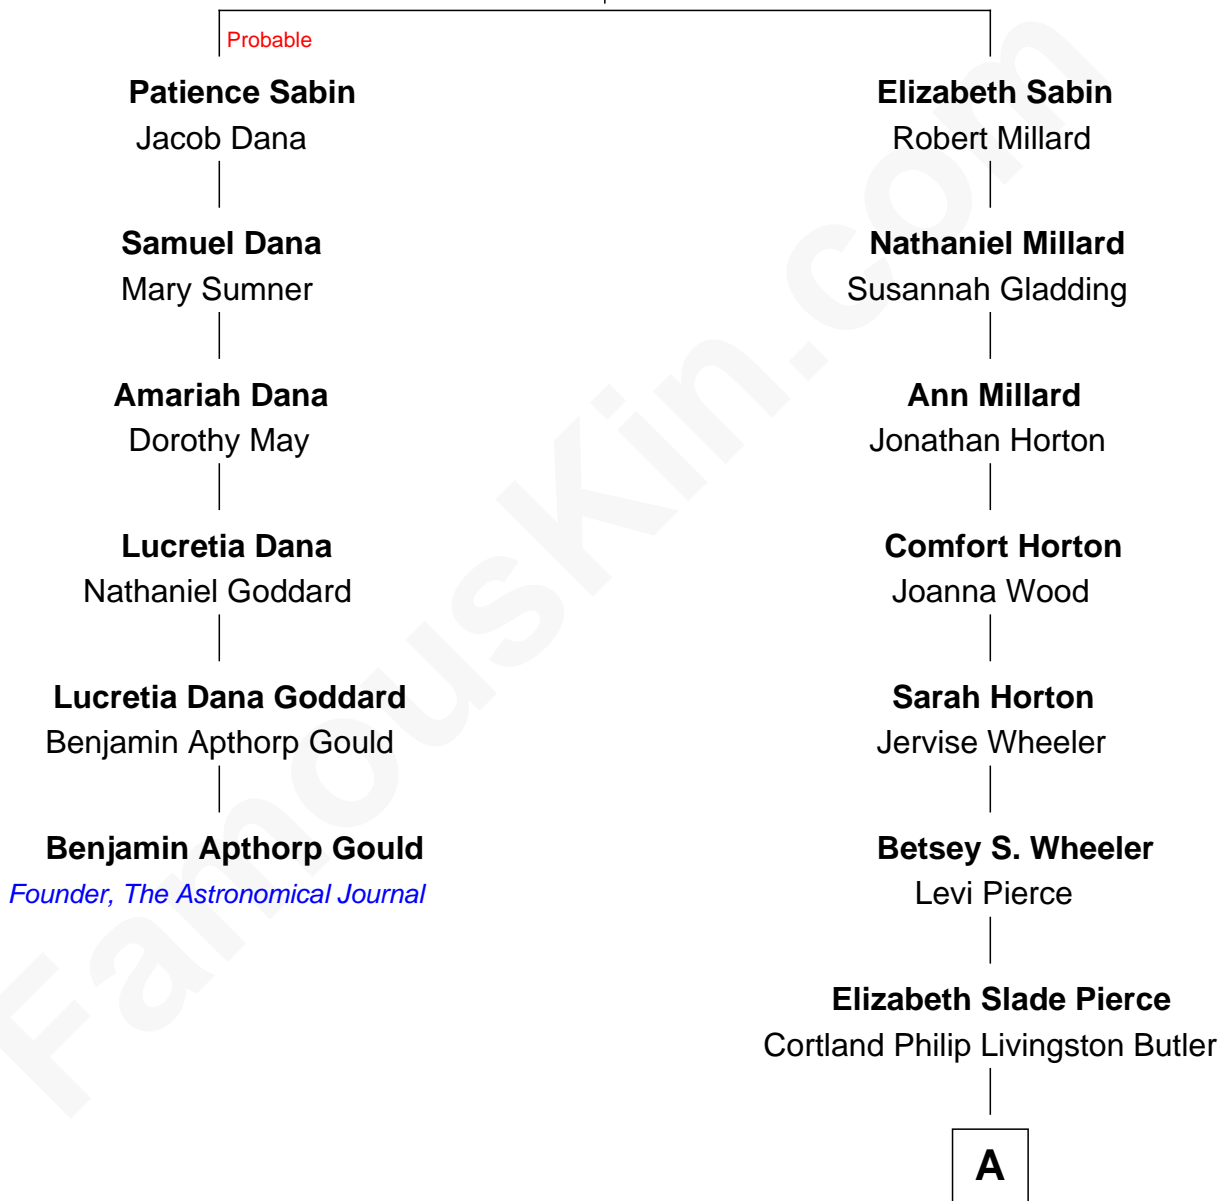 Probable
Patience Sabin
Jacob Dana
Samuel Dana
Mary Sumner
Amariah Dana
Dorothy May
Lucretia Dana
Nathaniel Goddard
Lucretia Dana Goddard
Benjamin Apthorp Gould
Benjamin Apthorp Gould
Founder, The Astronomical Journal
Elizabeth Sabin
Robert Millard
Nathaniel Millard
Susannah Gladding
Ann Millard
Jonathan Horton
Comfort Horton
Joanna Wood
Sarah Horton
Jervise Wheeler
Betsey S. Wheeler
Levi Pierce
Elizabeth Slade Pierce
Cortland Philip Livingston Butler
A
FamousKin.com